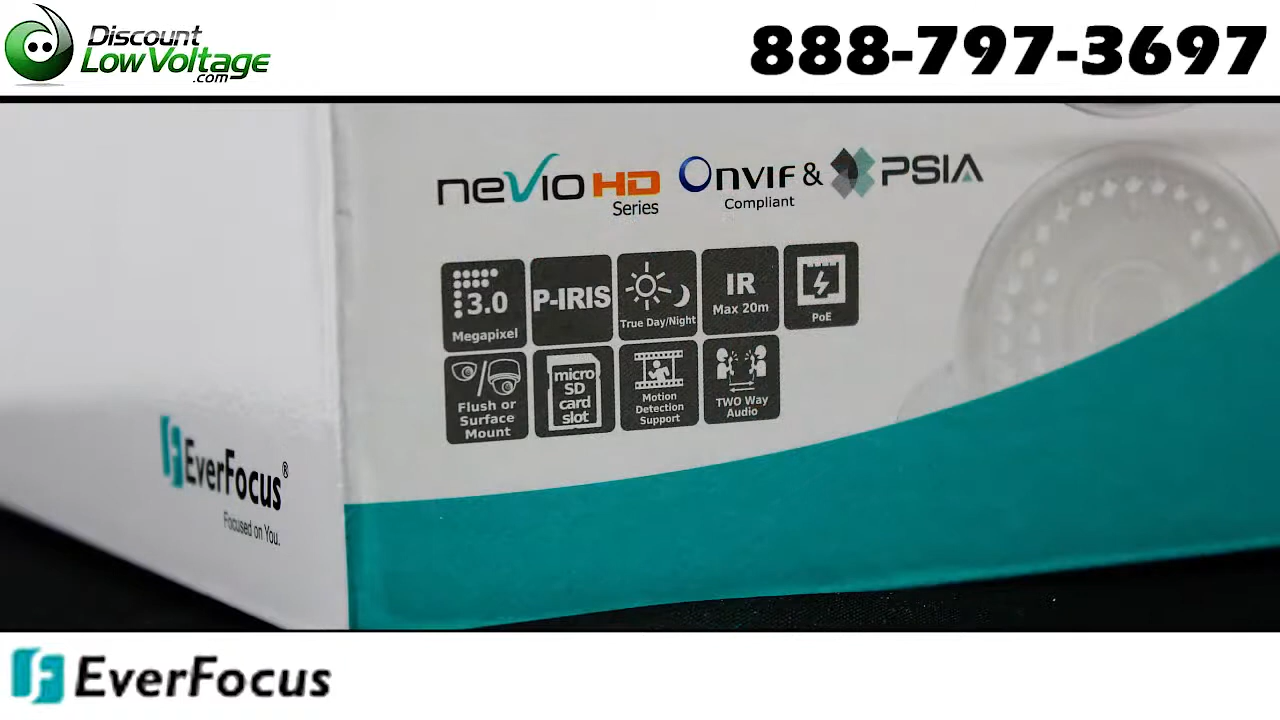 Discount
LowVoltage
.com
888-797-3697
nevio HD
Series
Onvif & PSIA
Compliant
3.0
Megapixel
P-IRIS
True Day/Night
IR
Max 20m
PoE
Flush or
Surface
Mount
micro
SD
card
slot
Motion
Detection
Support
TWO Way
Audio
EverFocus®
Focused on You.
EverFocus